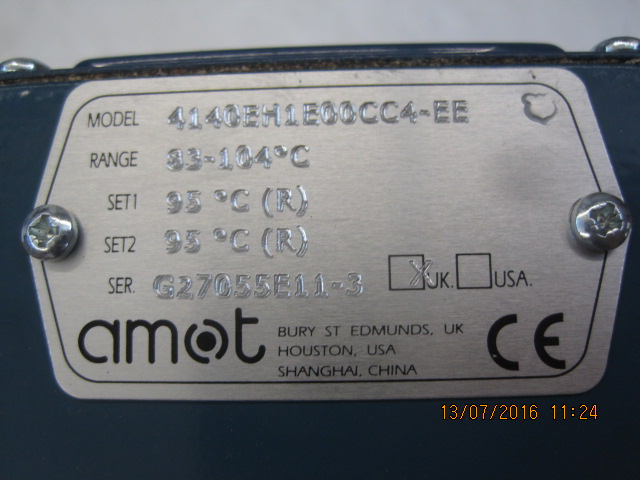 MODEL 4140EH1E00CC4-EE
RANGE 83-104°C
SET1 95 °C (R)
SET2 95 °C (R)
SER. G27055E11-3 X UK. USA.
amot
BURY ST EDMUNDS, UK
HOUSTON, USA
SHANGHAI, CHINA
CE
13/07/2016 11:24